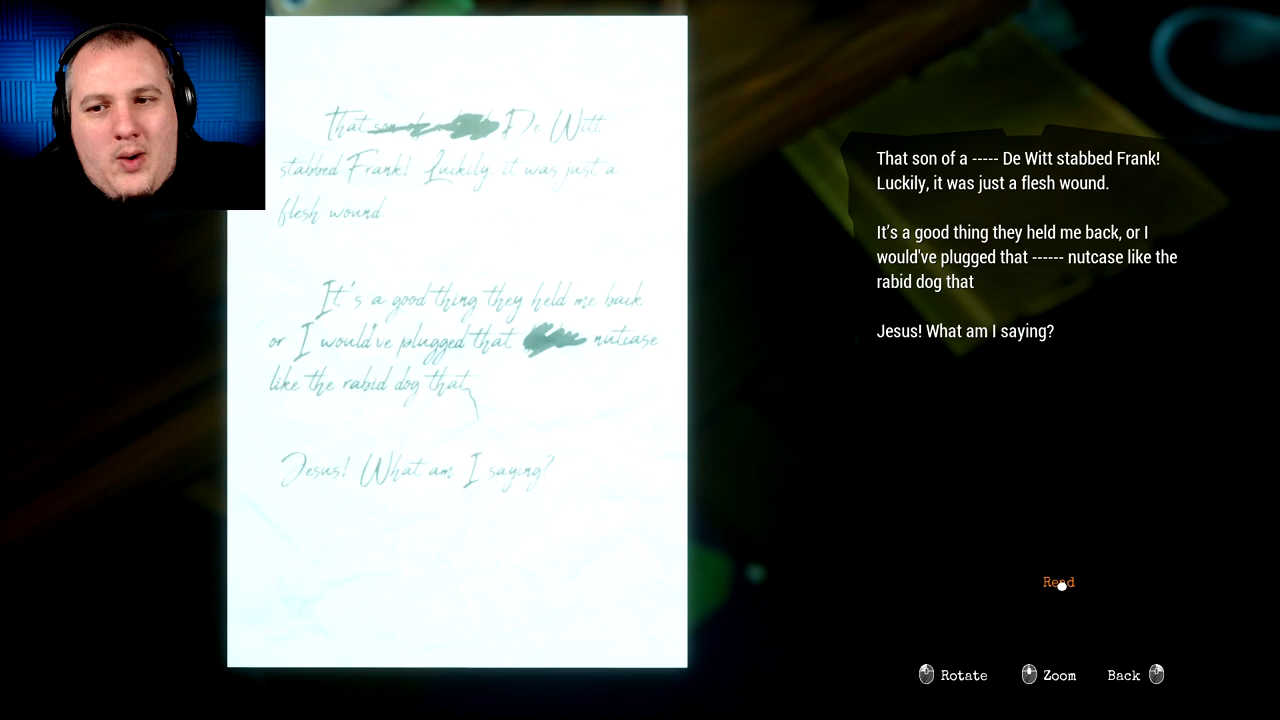 That son of a De Witt
stabbed Frank! Luckily it was just a
flesh wound.
It's a good thing they held me back
or I would've plugged that nutcase
like the rabid dog that
Jesus! What am I saying?
That son of a ----- De Witt stabbed Frank!
Luckily, it was just a flesh wound.
It’s a good thing they held me back, or I
would've plugged that ------ nutcase like the
rabid dog that
Jesus! What am I saying?
Read
Rotate
Zoom
Back